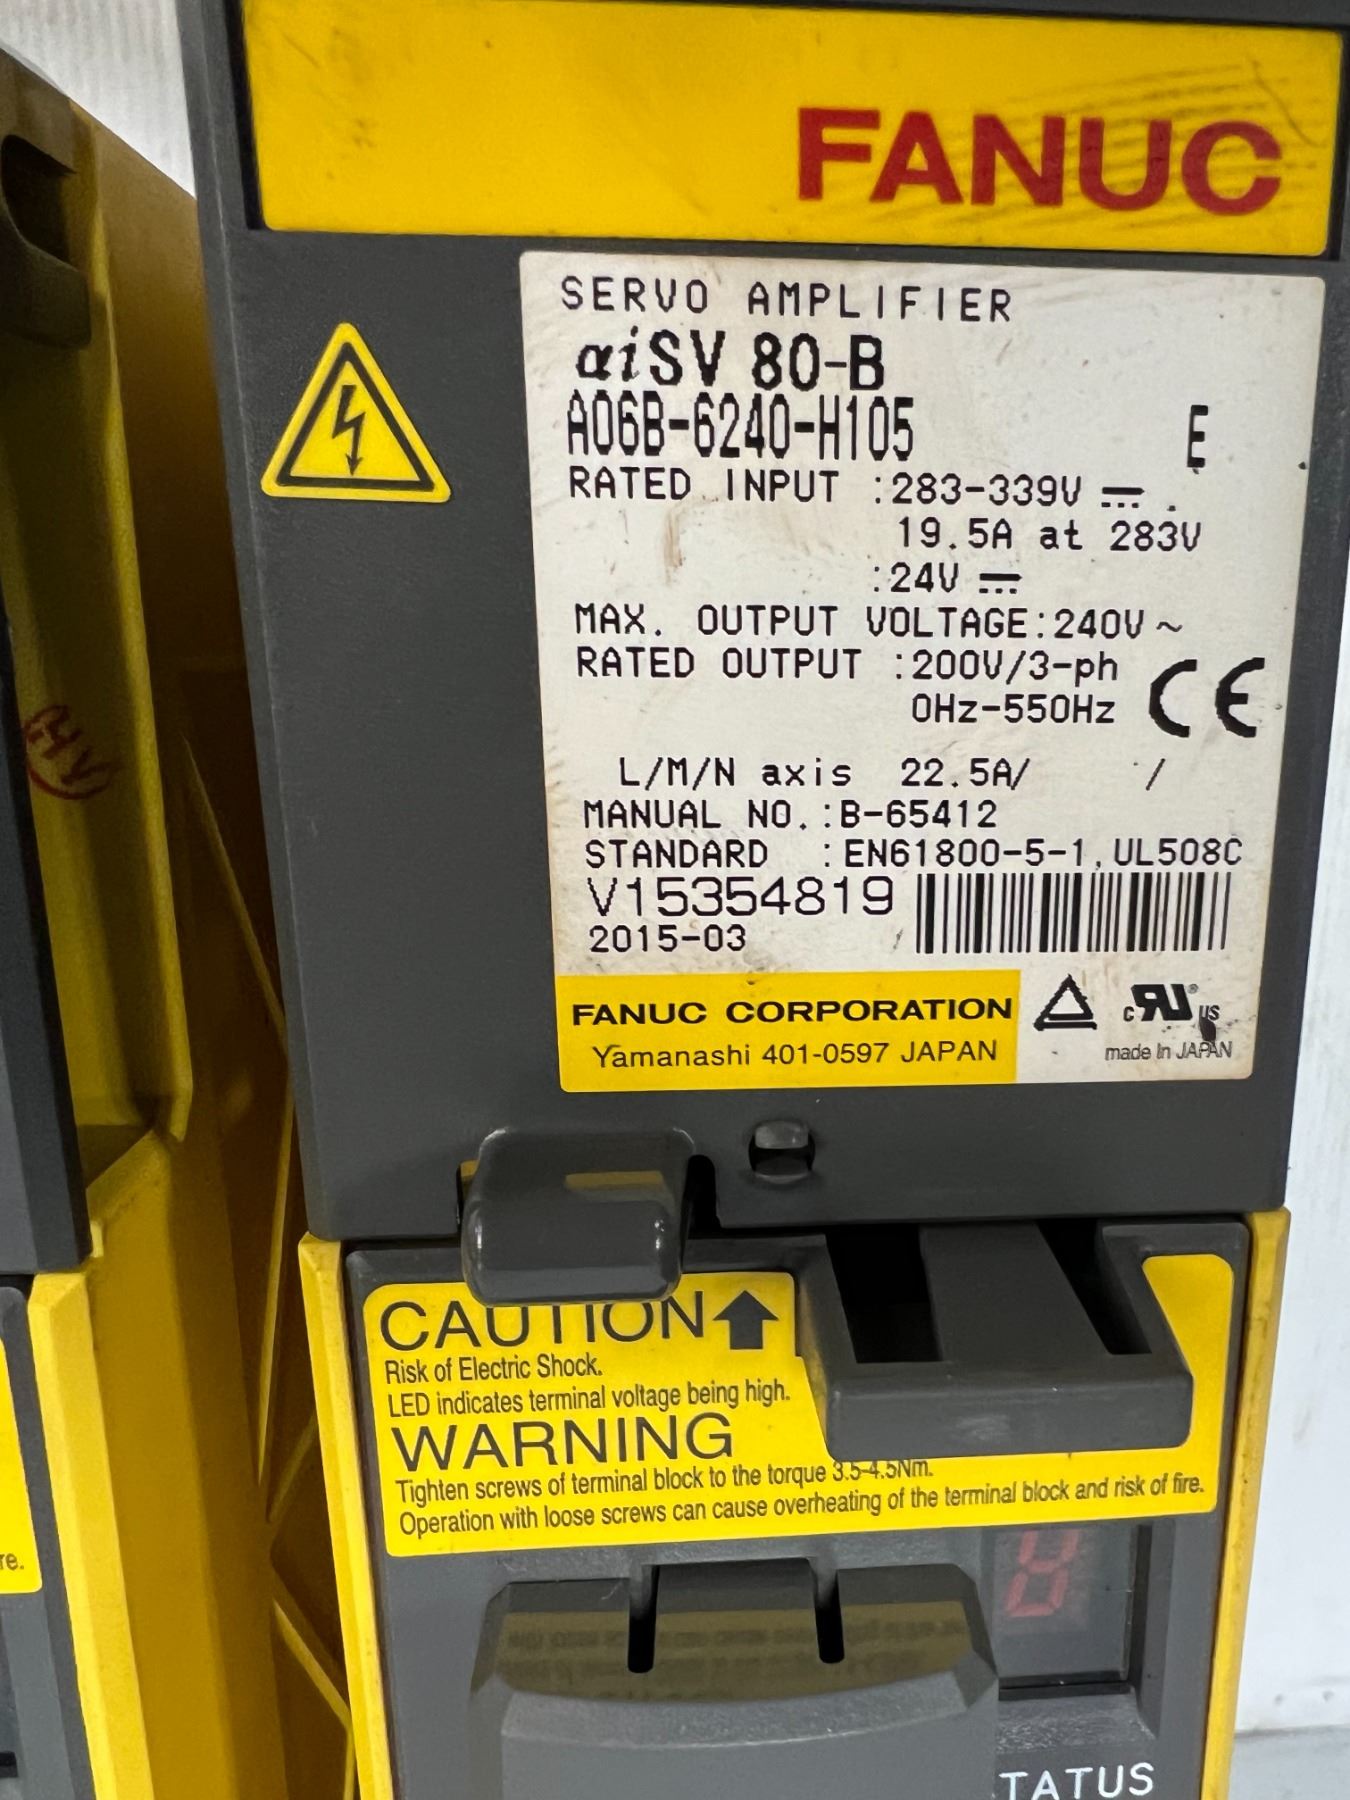 FANUC
SERVO AMPLIFIER
αiSV 80-B
A06B-6240-H105 E
RATED INPUT :283-339V ⎓
19.5A at 283V
:24V ⎓
MAX. OUTPUT VOLTAGE:240V~
RATED OUTPUT :200V/3-ph
0Hz-550Hz
CE
L/M/N axis 22.5A/ /
MANUAL NO.:B-65412
STANDARD :EN61800-5-1,UL508C
V15354819
2015-03
FANUC CORPORATION
Yamanashi 401-0597 JAPAN
c RU ® us
made in JAPAN
CAUTION
Risk of Electric Shock.
LED indicates terminal voltage being high.
WARNING
Tighten screws of terminal block to the torque 3.5-4.5Nm.
Operation with loose screws can cause overheating of the terminal block and risk of fire.
re.
8
TATUS